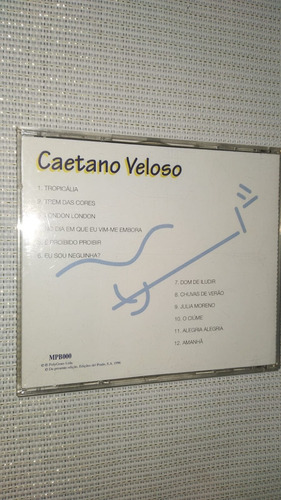 Caetano Veloso
1. TROPICÁLIA
2. TREM DAS CORES
3. LONDON LONDON
4. NO DIA EM QUE EU VIM-ME EMBORA
5. É PROIBIDO PROIBIR
6. EU SOU NEGUINHA?
7. DOM DE ILUDIR
8. CHUVAS DE VERÃO
9. JULIA MORENO
10. O CIÚME
11. ALEGRIA ALEGRIA
12. AMANHÃ
MPB000